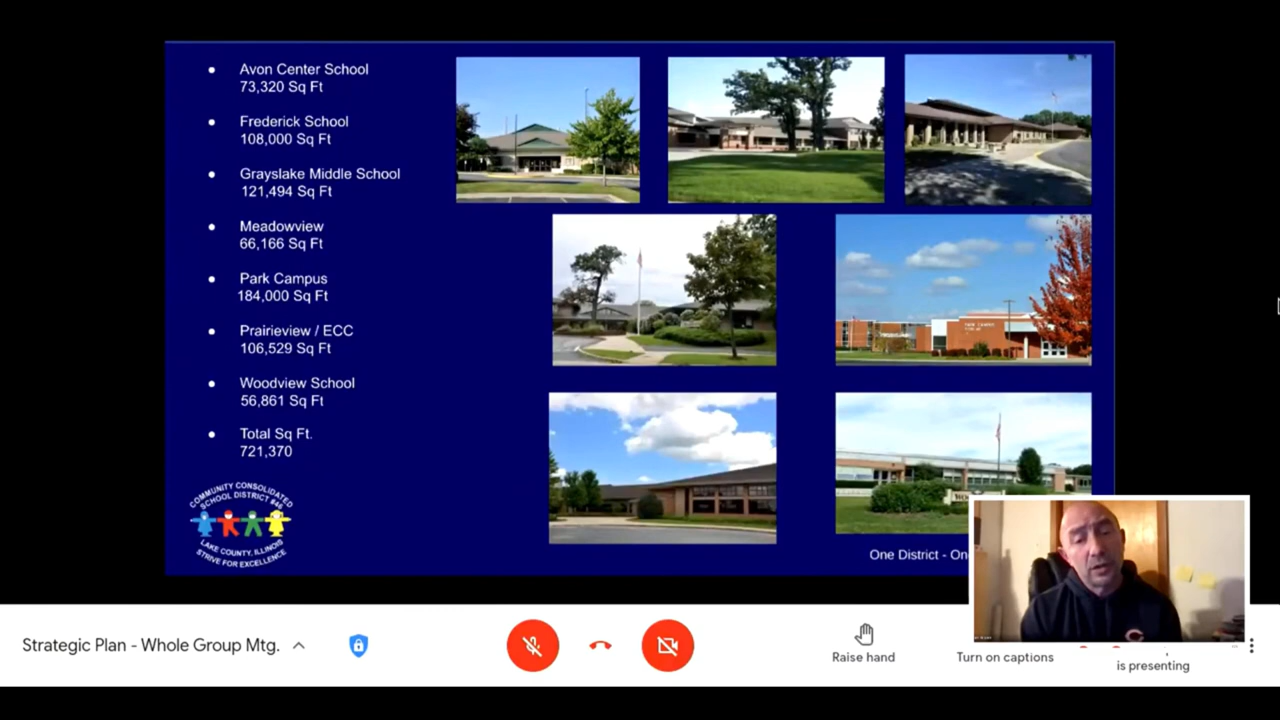 Avon Center School
73,320 Sq Ft
Frederick School
108,000 Sq Ft
Grayslake Middle School
121,494 Sq Ft
Meadowview
66,166 Sq Ft
Park Campus
184,000 Sq Ft
Prairieview / ECC
106,529 Sq Ft
Woodview School
56,861 Sq Ft
Total Sq Ft.
721,370
COMMUNITY CONSOLIDATED
SCHOOL DISTRICT
LAKE COUNTY, ILLINOIS
STRIVE FOR EXCELLENCE
PARK CAMPUS
One District - On
Strategic Plan - Whole Group Mtg.
Raise hand
Turn on captions
is presenting